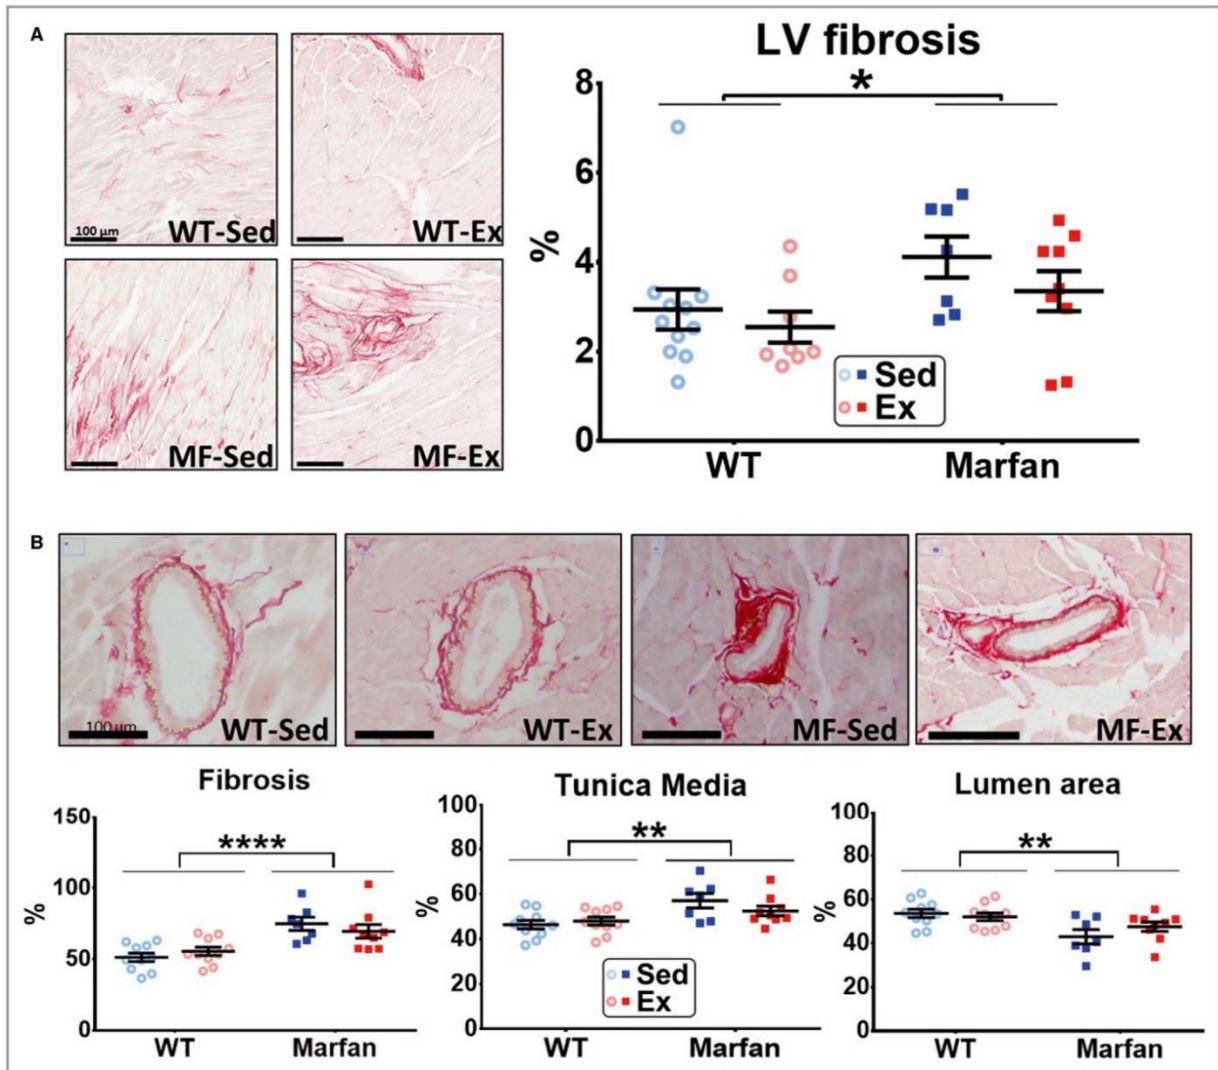 A
LV fibrosis
*
8
6
4
2
0
%
100 µm
WT-Sed
WT-Ex
MF-Sed
MF-Ex
Sed
Ex
WT
Marfan
B
100 µm
WT-Sed
WT-Ex
MF-Sed
MF-Ex
Fibrosis
****
150
100
50
0
%
WT
Marfan
Tunica Media
**
100
80
60
40
20
0
%
Sed
Ex
WT
Marfan
Lumen area
**
100
80
60
40
20
0
%
WT
Marfan